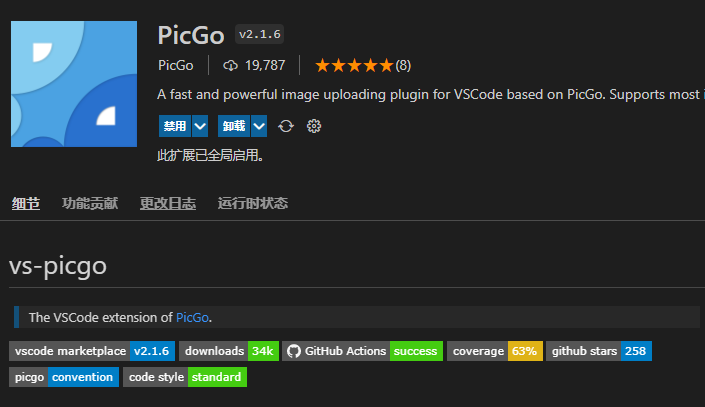 PicGo v2.1.6
PicGo 19,787 (8)
A fast and powerful image uploading plugin for VSCode based on PicGo. Supports most
禁用 卸载
此扩展已全局启用。
细节 功能贡献 更改日志 运行时状态
vs-picgo
The VSCode extension of PicGo.
vscode marketplace v2.1.6 downloads 34k GitHub Actions success coverage 63% github stars 258
picgo convention code style standard